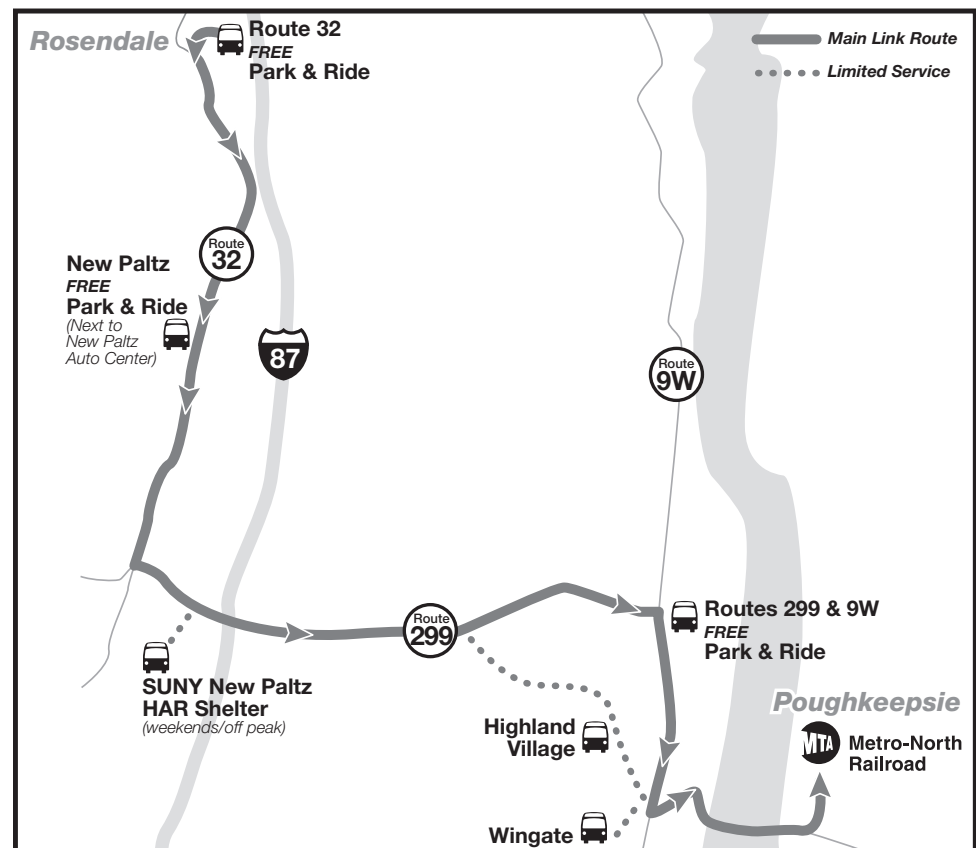 Rosendale
Route 32
FREE
Park & Ride
Main Link Route
Limited Service
Route
32
New Paltz
FREE
Park & Ride
(Next to
New Paltz
Auto Center)
87
Route
9W
Route
299
Routes 299 & 9W
FREE
Park & Ride
SUNY New Paltz
HAR Shelter
(weekends/off peak)
Highland
Village
Poughkeepsie
MTA
Metro-North
Railroad
Wingate